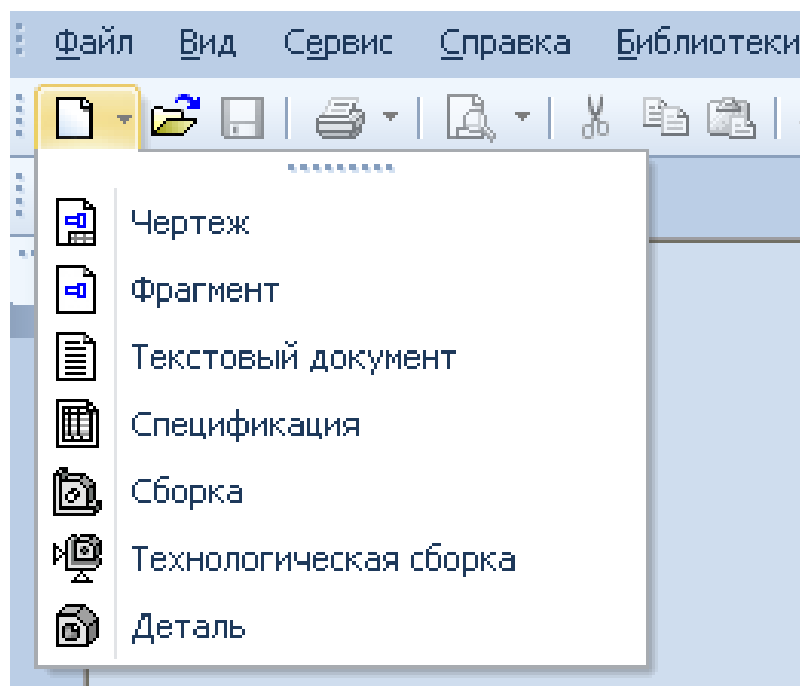 Файл Вид Сервис Справка Библиотеки
Чертеж
Фрагмент
Текстовый документ
Спецификация
Сборка
Технологическая сборка
Деталь